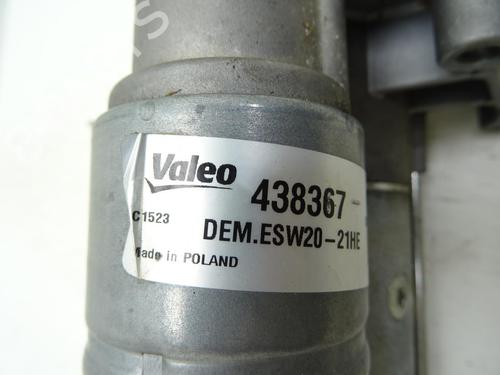 Valeo
438367-
C1523
DEM.ESW20-21HE
Made in POLAND